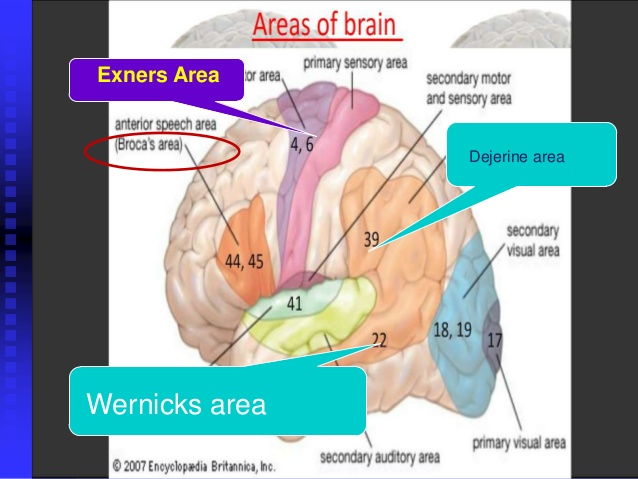 Areas of brain
Exners Area
tor area
primary sensory area
secondary motor
and sensory area
anterior speech area
(Broca's area)
4, 6
Dejerine area
39
secondary
visual area
44, 45
41
18, 19
17
22
Wernicks area
primary visual area
secondary auditory area
© 2007 Encyclopædia Britannica, Inc.